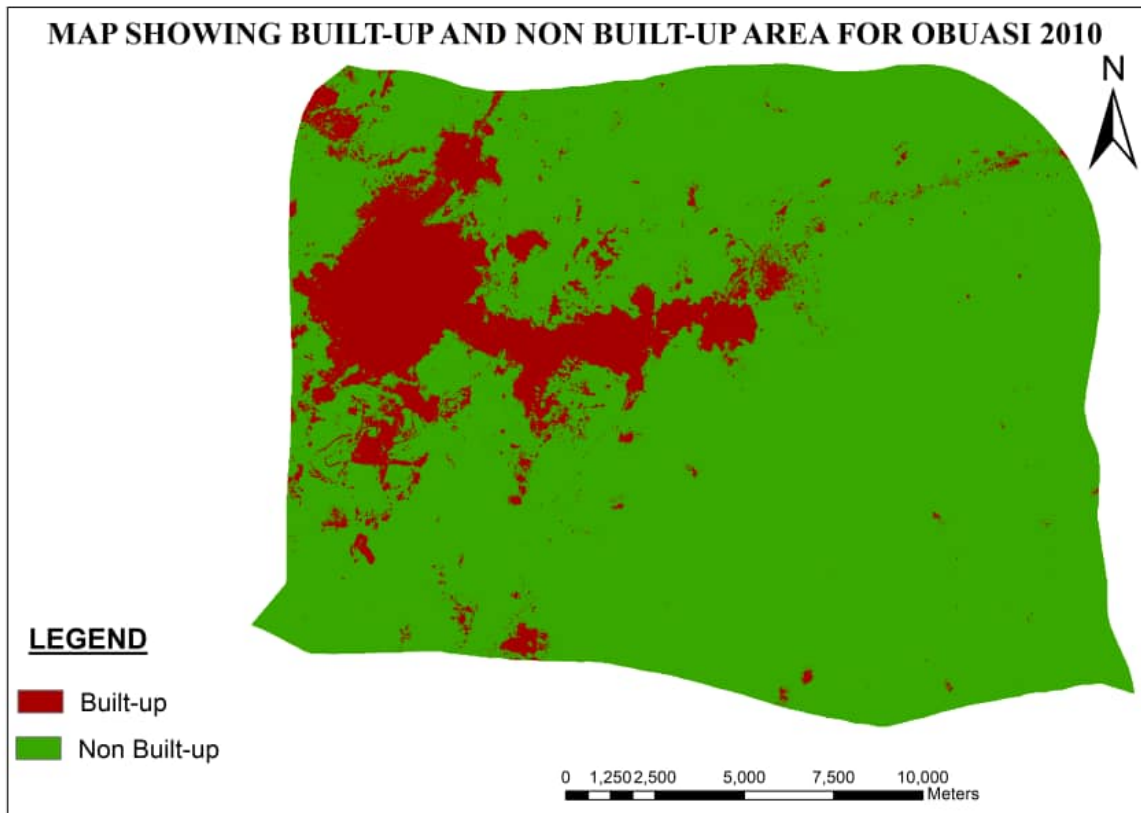 MAP SHOWING BUILT-UP AND NON BUILT-UP AREA FOR OBUASI 2010
N
LEGEND
Built-up
Non Built-up
0 1,250 2,500 5,000 7,500 10,000
Meters